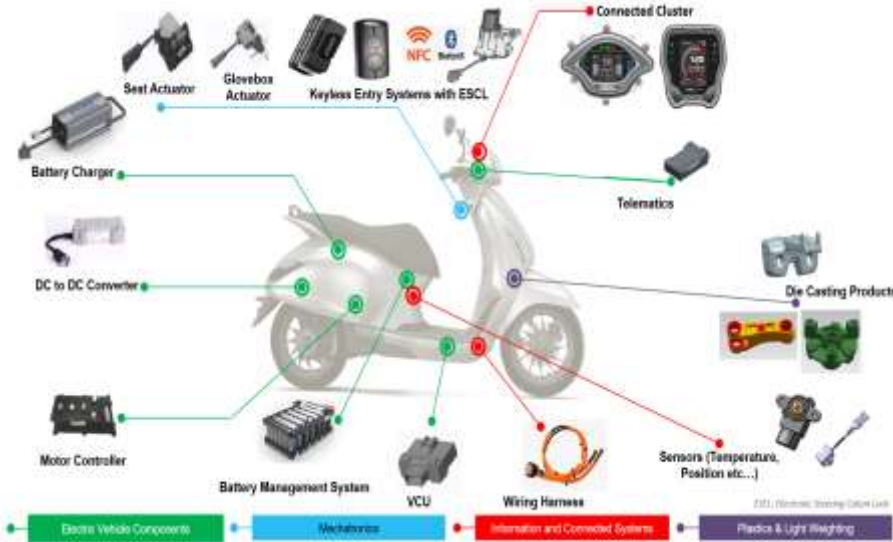 Connected Cluster
NFC
Bluetooth
Seat Actuator
Glovebox
Actuator
Keyless Entry Systems with ESCL
Battery Charger
Telematics
DC to DC Converter
Die Casting Products
Motor Controller
Battery Management System
VCU
Wiring Harness
Sensors (Temperature,
Position etc...)
Electro Vehicle Components
Mechatronics
Information and Connected Systems
Plastics & Light Weighting